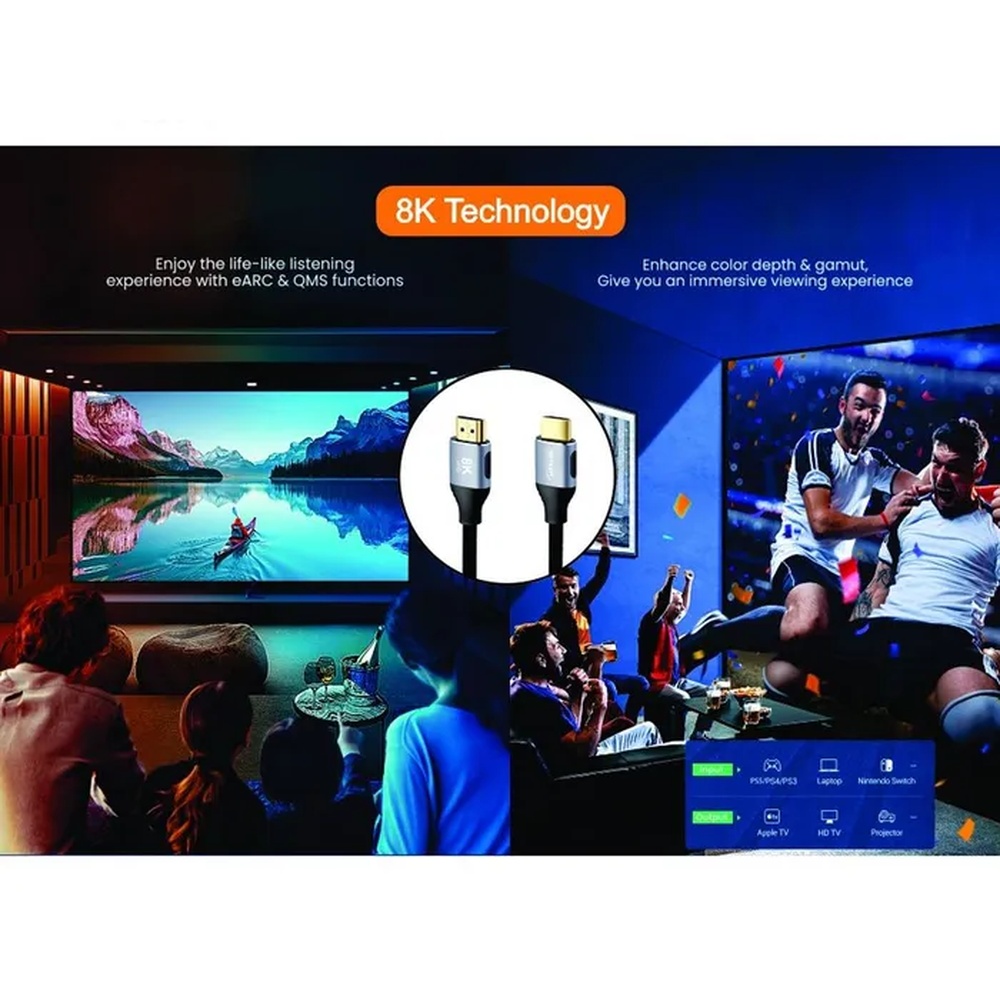 8K Technology
Enjoy the life-like listening
experience with eARC & QMS functions
Enhance color depth & gamut,
Give you an immersive viewing experience
8K
Input
PS5/PS4/PS3
Laptop
Nintendo Switch
Output
Apple TV
HD TV
Projector